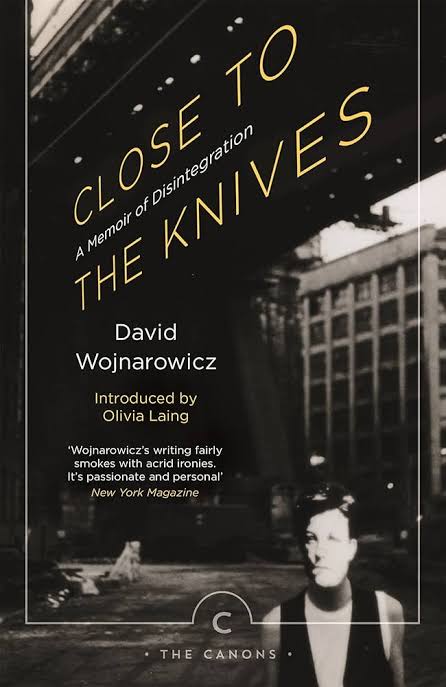 CLOSE TO
A Memoir of Disintegration
THE KNIVES
David
Wojnarowicz
Introduced by
Olivia Laing
‘Wojnarowicz’s writing fairly
smokes with acrid ironies.
It’s passionate and personal’
New York Magazine
C
• THE CANONS •